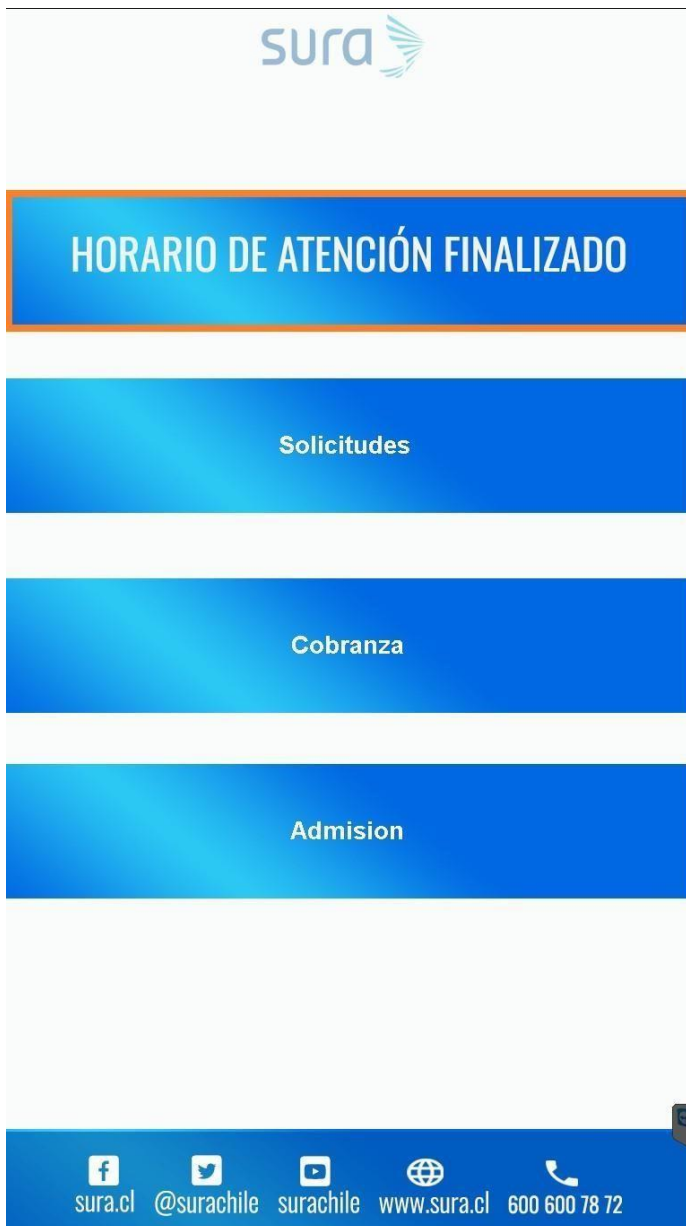 sura
HORARIO DE ATENCIÓN FINALIZADO
Solicitudes
Cobranza
Admision
sura.cl @surachile surachile www.sura.cl 600 600 78 72